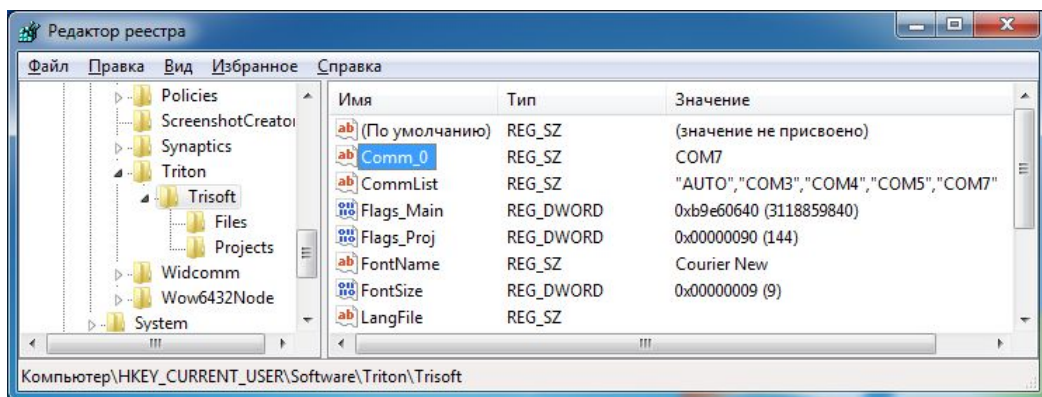 Редактор реестра
Файл Правка Вид Избранное Справка
Policies
ScreenshotCreato
Synaptics
Triton
Trisoft
Files
Projects
Widcomm
Wow6432Node
System
Имя Тип Значение
(По умолчанию) REG_SZ (значение не присвоено)
Comm_0 REG_SZ COM7
CommList REG_SZ "AUTO","COM3","COM4","COM5","COM7"
Flags_Main REG_DWORD 0xb9e60640 (3118859840)
Flags_Proj REG_DWORD 0x00000090 (144)
FontName REG_SZ Courier New
FontSize REG_DWORD 0x00000009 (9)
LangFile REG_SZ
Компьютер\HKEY_CURRENT_USER\Software\Triton\Trisoft